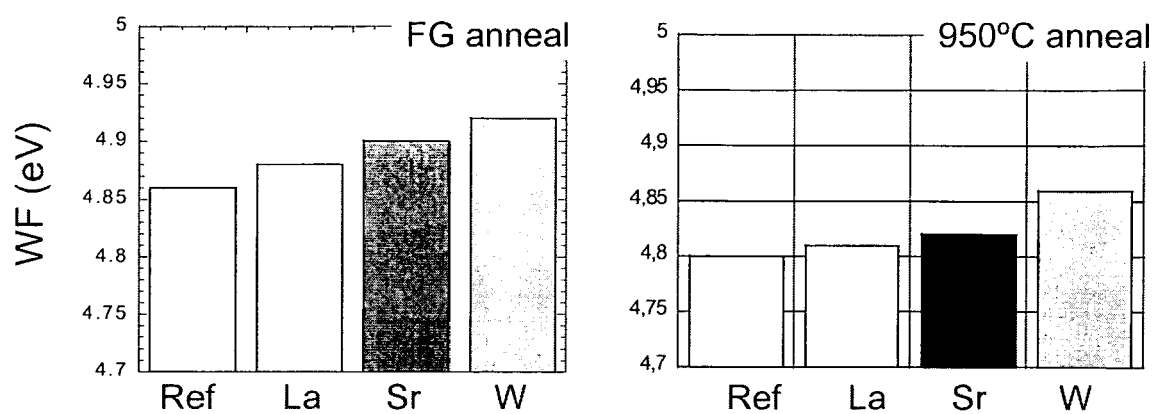 FG anneal
WF (eV)
5
4.95
4.9
4.85
4.8
4.75
4.7
Ref La Sr W
950ºC anneal
5
4,95
4,9
4,85
4,8
4,75
4,7
Ref La Sr W